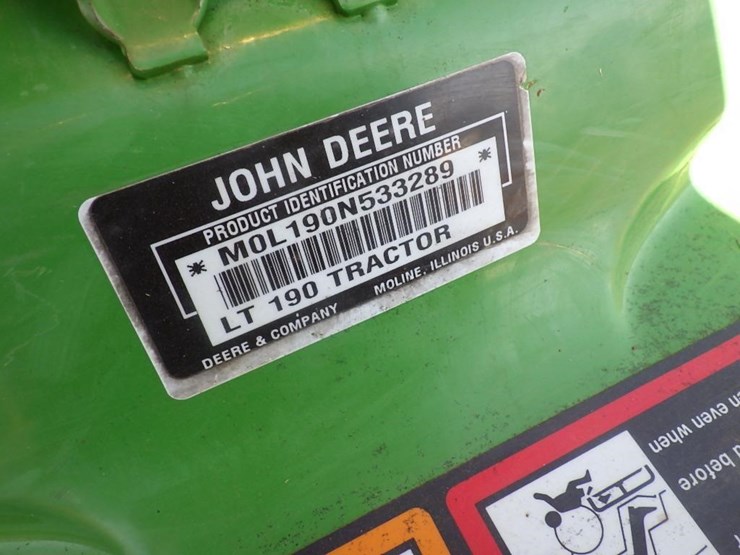 JOHN DEERE
PRODUCT IDENTIFICATION NUMBER
* M0L190N533289 *
LT 190 TRACTOR
DEERE & COMPANY MOLINE, ILLINOIS U.S.A.
before
even when